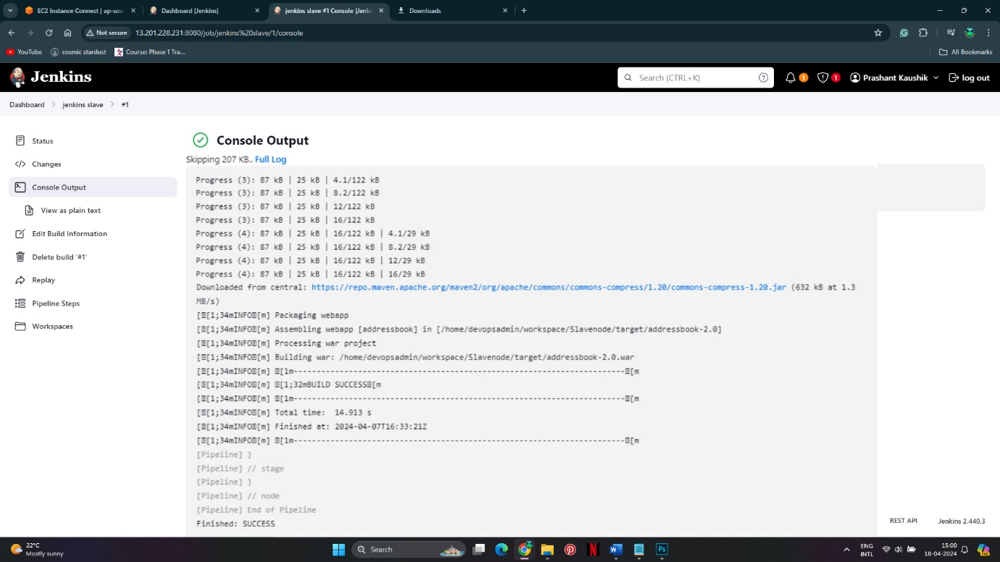 EC2 Instance Connect | ap-sou
Dashboard [Jenkins]
jenkins slave #1 Console [Jenki
Downloads
Not secure
13.201.228.231:8080/job/jenkins%20slave/1/console
YouTube
cosmic stardust
Course: Phase 1 Tra...
All Bookmarks
Jenkins
Search (CTRL+K)
1
1
Prashant Kaushik
log out
Dashboard
jenkins slave
#1
Status
Changes
Console Output
View as plain text
Edit Build Information
Delete build '#1'
Replay
Pipeline Steps
Workspaces
Console Output
Skipping 207 KB.. Full Log
Progress (3): 87 kB | 25 kB | 4.1/122 kB
Progress (3): 87 kB | 25 kB | 8.2/122 kB
Progress (3): 87 kB | 25 kB | 12/122 kB
Progress (3): 87 kB | 25 kB | 16/122 kB
Progress (4): 87 kB | 25 kB | 16/122 kB | 4.1/29 kB
Progress (4): 87 kB | 25 kB | 16/122 kB | 8.2/29 kB
Progress (4): 87 kB | 25 kB | 16/122 kB | 12/29 kB
Progress (4): 87 kB | 25 kB | 16/122 kB | 16/29 kB
Downloaded from central: https://repo.maven.apache.org/maven2/org/apache/commons/commons-compress/1.20/commons-compress-1.20.jar (632 kB at 1.3
MB/s)
[[1;34mINFO[m] Packaging webapp
[[1;34mINFO[m] Assembling webapp [addressbook] in [/home/devopsadmin/workspace/Slavenode/target/addressbook-2.0]
[[1;34mINFO[m] Processing war project
[[1;34mINFO[m] Building war: /home/devopsadmin/workspace/Slavenode/target/addressbook-2.0.war
[[1;34mINFO[m] [1m------------------------------------------------------------------------[m
[[1;34mINFO[m] [1;32mBUILD SUCCESS[m
[[1;34mINFO[m] [1m------------------------------------------------------------------------[m
[[1;34mINFO[m] Total time:  14.913 s
[[1;34mINFO[m] Finished at: 2024-04-07T16:33:21Z
[[1;34mINFO[m] [1m------------------------------------------------------------------------[m
[Pipeline] }
[Pipeline] // stage
[Pipeline] }
[Pipeline] // node
[Pipeline] End of Pipeline
Finished: SUCCESS
REST API
Jenkins 2.440.3
22°C
Mostly sunny
Search
ENG
INTL
15:00
18-04-2024